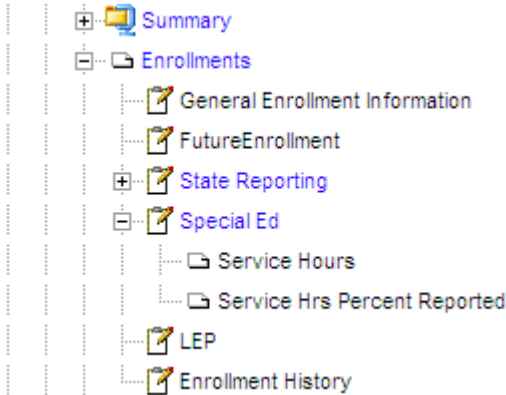 Summary
Enrollments
General Enrollment Information
FutureEnrollment
State Reporting
Special Ed
Service Hours
Service Hrs Percent Reported
LEP
Enrollment History